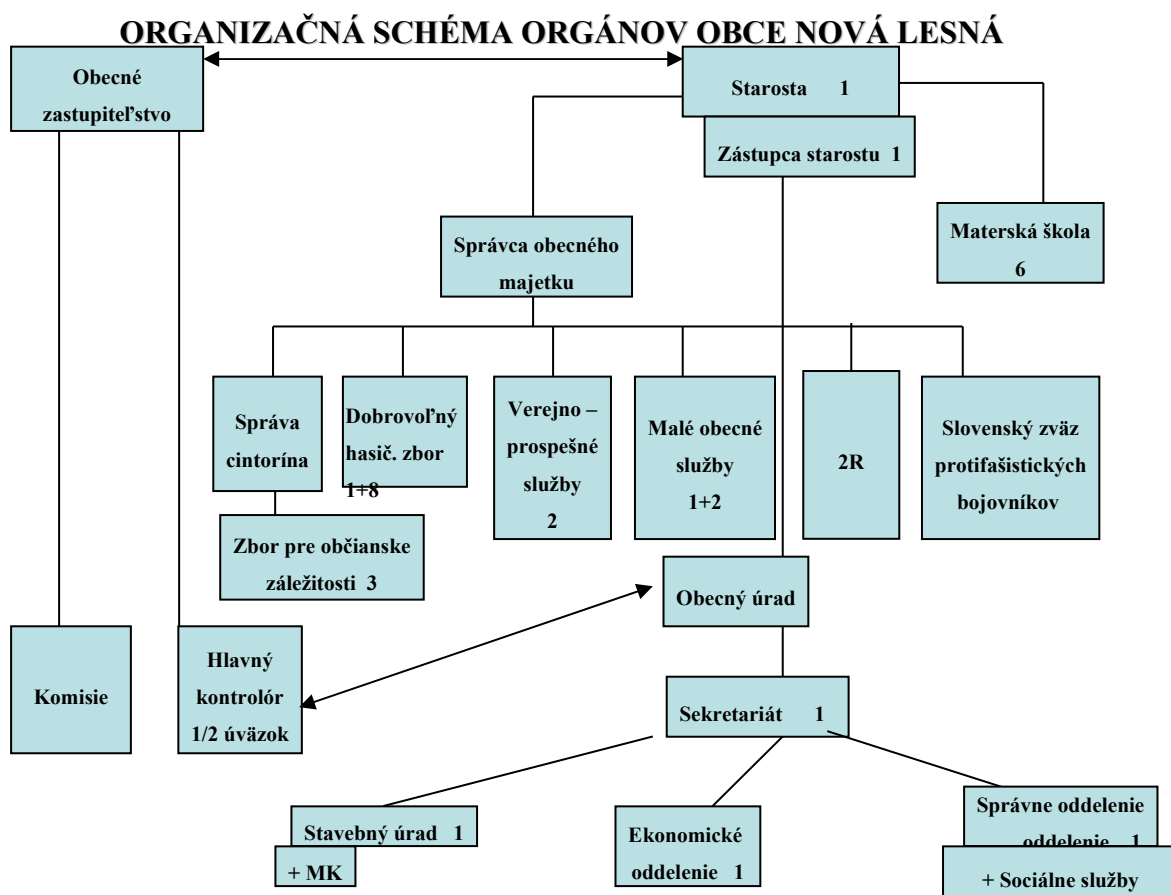 ORGANIZAČNÁ SCHÉMA ORGÁNOV OBCE NOVÁ LESNÁ
Obecné
zastupiteľstvo
Starosta 1
Zástupca starostu 1
Správca obecného
majetku
Materská škola
6
Správa
cintorína
Dobrovoľný
hasič. zbor
1+8
Verejno –
prospešné
služby
2
Malé obecné
služby
1+2
2R
Slovenský zväz
protifašistických
bojovníkov
Zbor pre občianske
záležitosti 3
Obecný úrad
Komisie
Hlavný
kontrolór
1/2 úväzok
Sekretariát 1
Stavebný úrad 1
+ MK
Ekonomické
oddelenie 1
Správne oddelenie
oddelenie 1
+ Sociálne služby